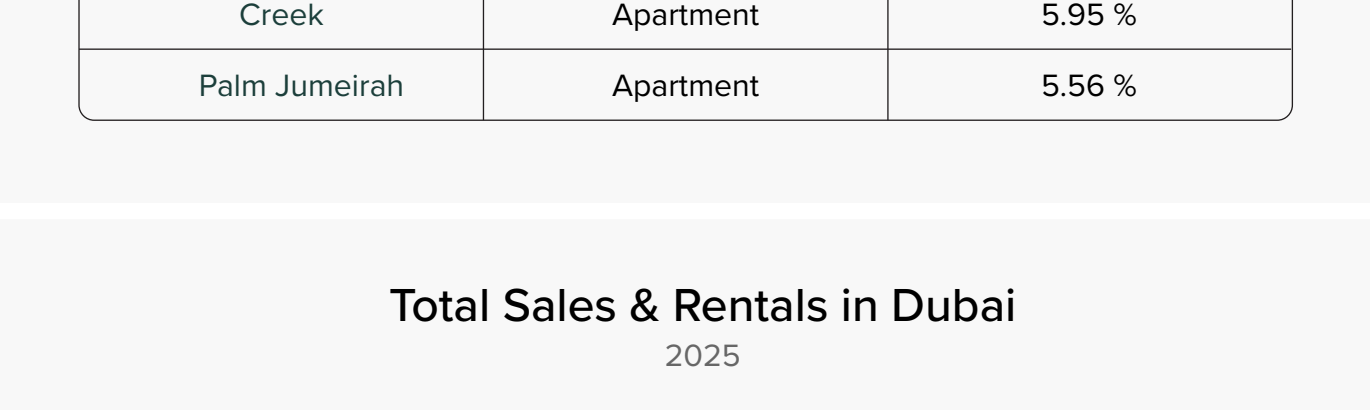 Creek Apartment 5.95 %
Palm Jumeirah Apartment 5.56 %
Total Sales & Rentals in Dubai
2025